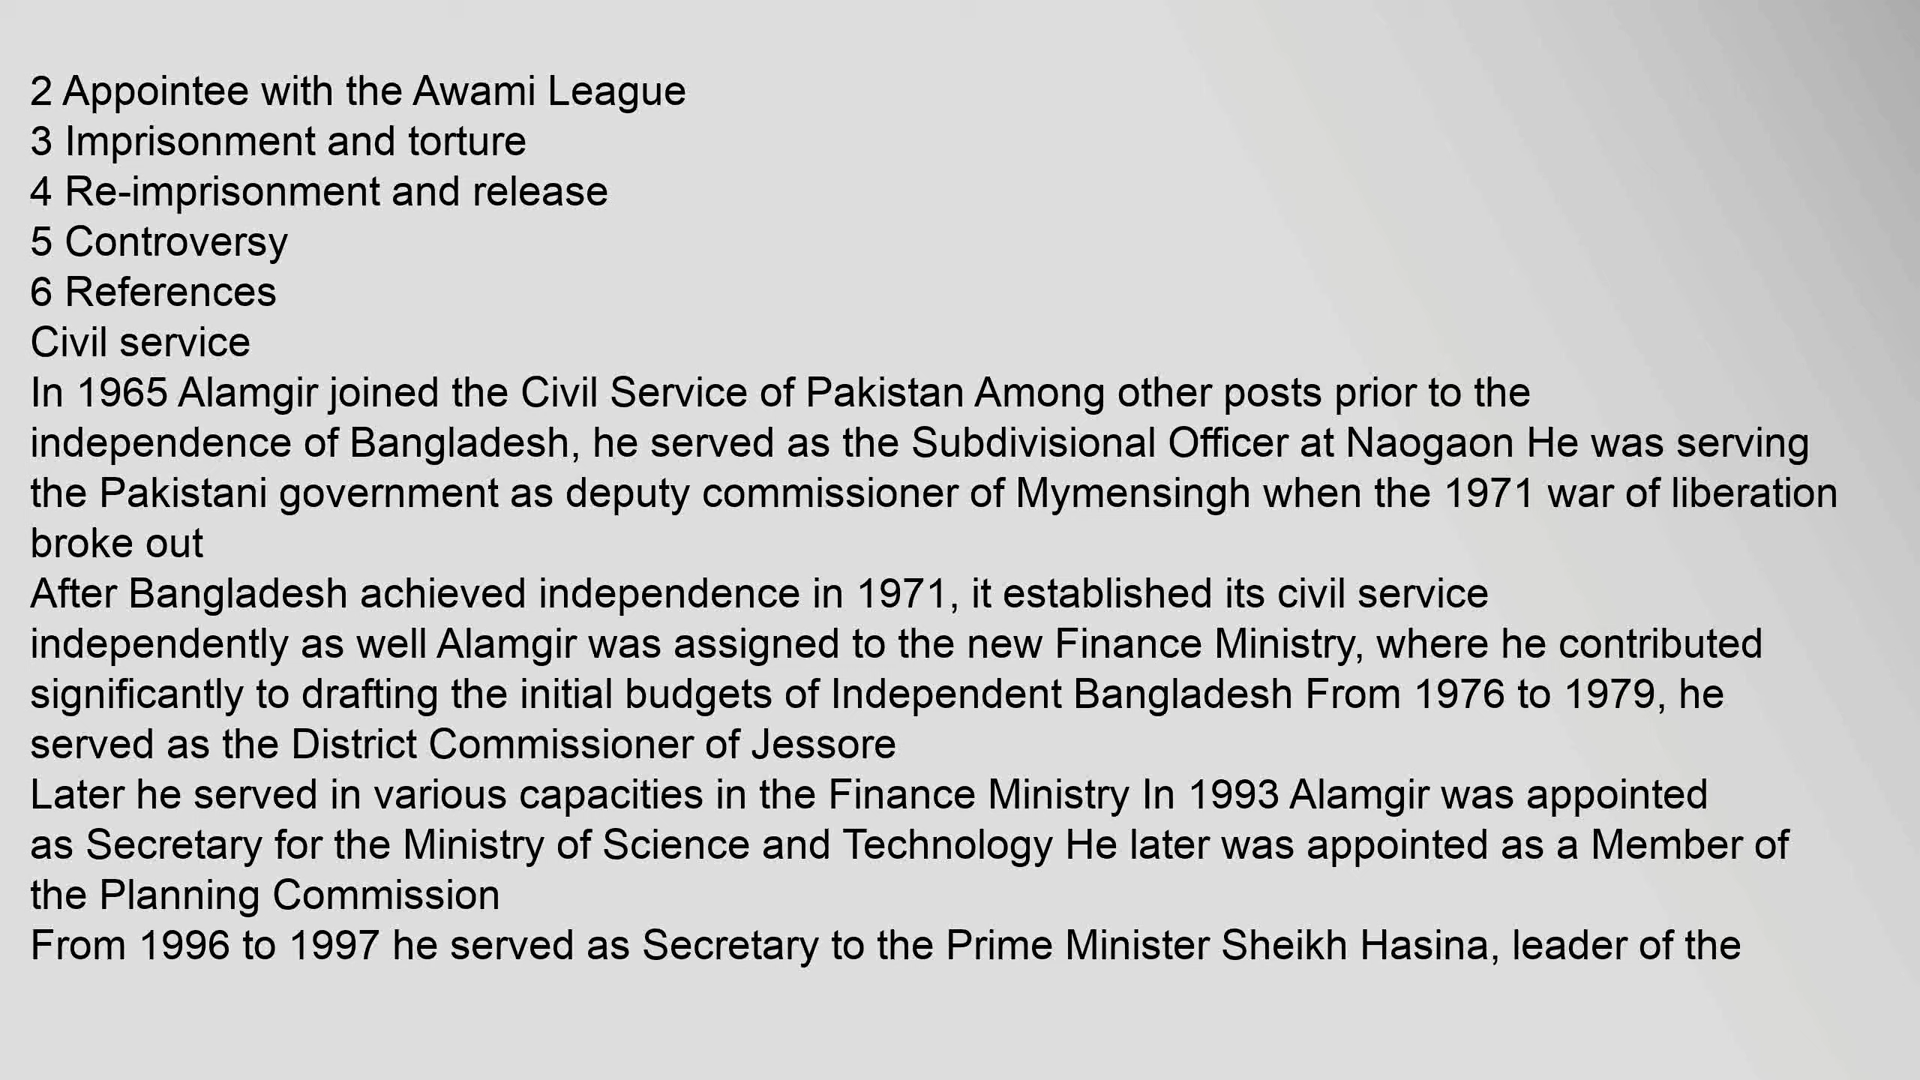 2 Appointee with the Awami League
3 Imprisonment and torture
4 Re-imprisonment and release
5 Controversy
6 References
Civil service
In 1965 Alamgir joined the Civil Service of Pakistan Among other posts prior to the
independence of Bangladesh, he served as the Subdivisional Officer at Naogaon He was serving
the Pakistani government as deputy commissioner of Mymensingh when the 1971 war of liberation
broke out
After Bangladesh achieved independence in 1971, it established its civil service
independently as well Alamgir was assigned to the new Finance Ministry, where he contributed
significantly to drafting the initial budgets of Independent Bangladesh From 1976 to 1979, he
served as the District Commissioner of Jessore
Later he served in various capacities in the Finance Ministry In 1993 Alamgir was appointed
as Secretary for the Ministry of Science and Technology He later was appointed as a Member of
the Planning Commission
From 1996 to 1997 he served as Secretary to the Prime Minister Sheikh Hasina, leader of the